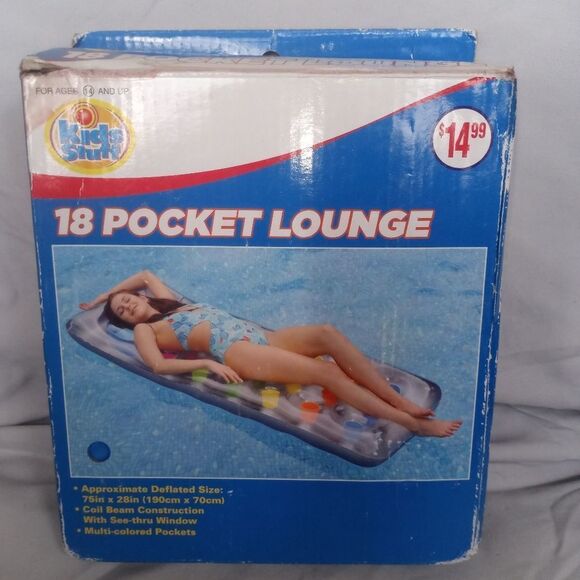 FOR AGES 14 AND UP
Kids
Stuff
$14.99
18 POCKET LOUNGE
• Approximate Deflated Size:
75in x 28in (190cm x 70cm)
• Coil Beam Construction
With See-thru Window
• Multi-colored Pockets